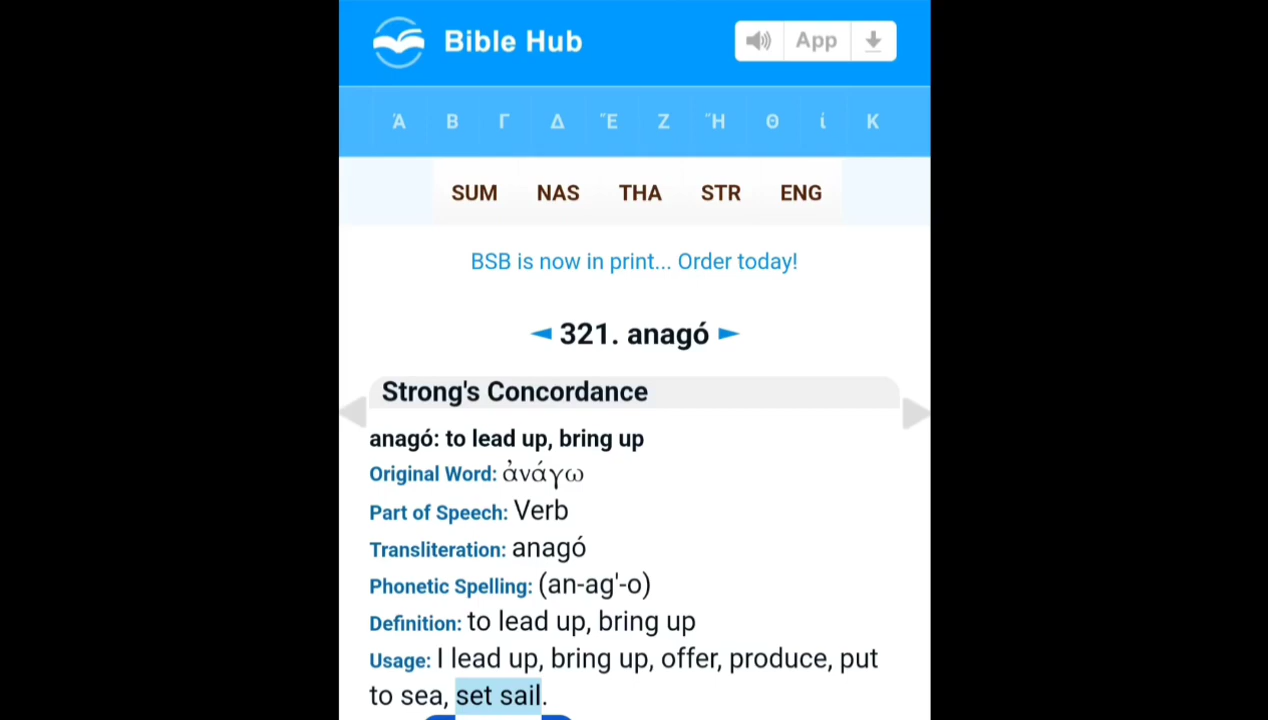 Bible Hub App
Ἀ Β Γ Δ Ἐ Ζ Ἡ Θ ἱ Κ
SUM NAS THA STR ENG
BSB is now in print... Order today!
◄ 321. anagó ►
Strong's Concordance
anagó: to lead up, bring up
Original Word: ἀνάγω
Part of Speech: Verb
Transliteration: anagó
Phonetic Spelling: (an-ag'-o)
Definition: to lead up, bring up
Usage: I lead up, bring up, offer, produce, put
to sea, set sail.